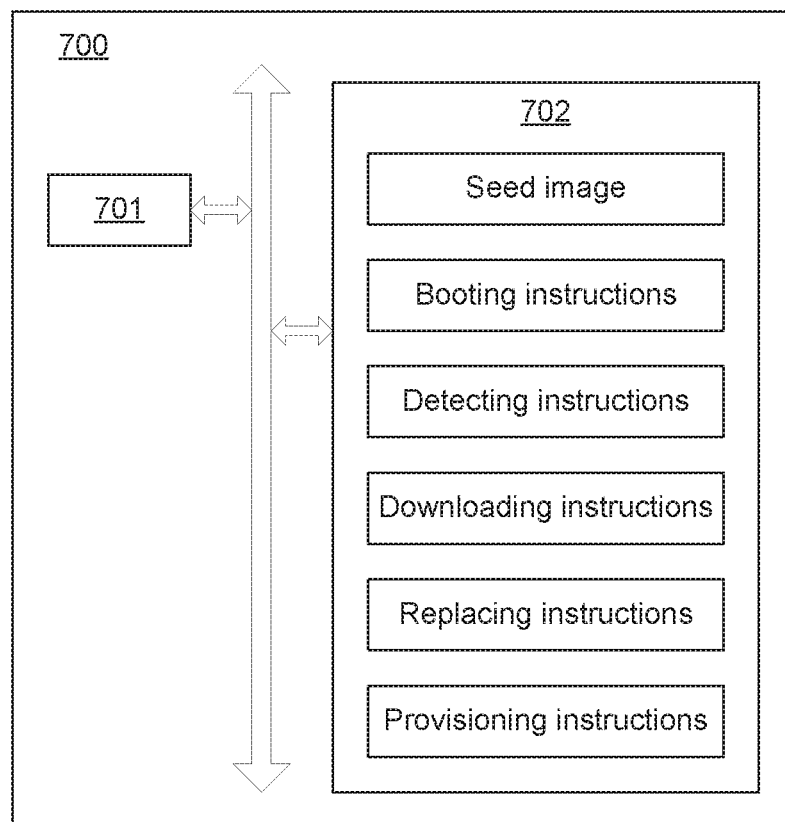 700
702
701
Seed image
Booting instructions
Detecting instructions
Downloading instructions
Replacing instructions
Provisioning instructions